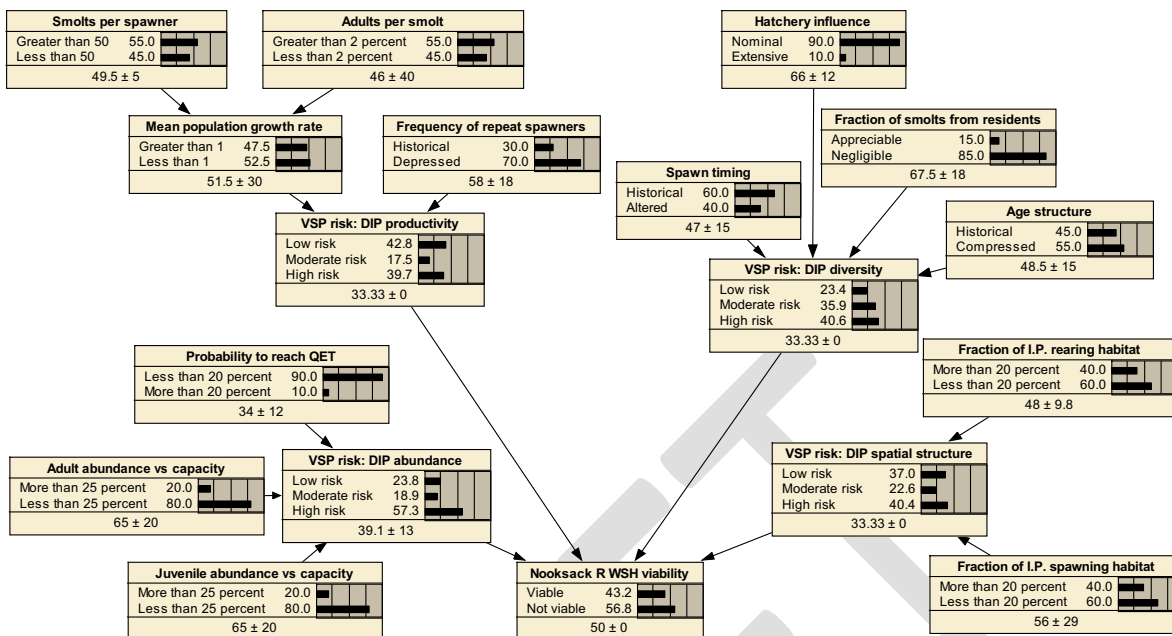 Smolts per spawner
Greater than 50 55.0
Less than 50 45.0
49.5 ± 5
Adults per smolt
Greater than 2 percent 55.0
Less than 2 percent 45.0
46 ± 40
Hatchery influence
Nominal 90.0
Extensive 10.0
66 ± 12
Mean population growth rate
Greater than 1 47.5
Less than 1 52.5
51.5 ± 30
Frequency of repeat spawners
Historical 30.0
Depressed 70.0
58 ± 18
Fraction of smolts from residents
Appreciable 15.0
Negligible 85.0
67.5 ± 18
Spawn timing
Historical 60.0
Altered 40.0
47 ± 15
Age structure
Historical 45.0
Compressed 55.0
48.5 ± 15
VSP risk: DIP productivity
Low risk 42.8
Moderate risk 17.5
High risk 39.7
33.33 ± 0
VSP risk: DIP diversity
Low risk 23.4
Moderate risk 35.9
High risk 40.6
33.33 ± 0
Probability to reach QET
Less than 20 percent 90.0
More than 20 percent 10.0
34 ± 12
Fraction of I.P. rearing habitat
More than 20 percent 40.0
Less than 20 percent 60.0
48 ± 9.8
Adult abundance vs capacity
More than 25 percent 20.0
Less than 25 percent 80.0
65 ± 20
VSP risk: DIP abundance
Low risk 23.8
Moderate risk 18.9
High risk 57.3
39.1 ± 13
VSP risk: DIP spatial structure
Low risk 37.0
Moderate risk 22.6
High risk 40.4
33.33 ± 0
Juvenile abundance vs capacity
More than 25 percent 20.0
Less than 25 percent 80.0
65 ± 20
Nooksack R WSH viability
Viable 43.2
Not viable 56.8
50 ± 0
Fraction of I.P. spawning habitat
More than 20 percent 40.0
Less than 20 percent 60.0
56 ± 29